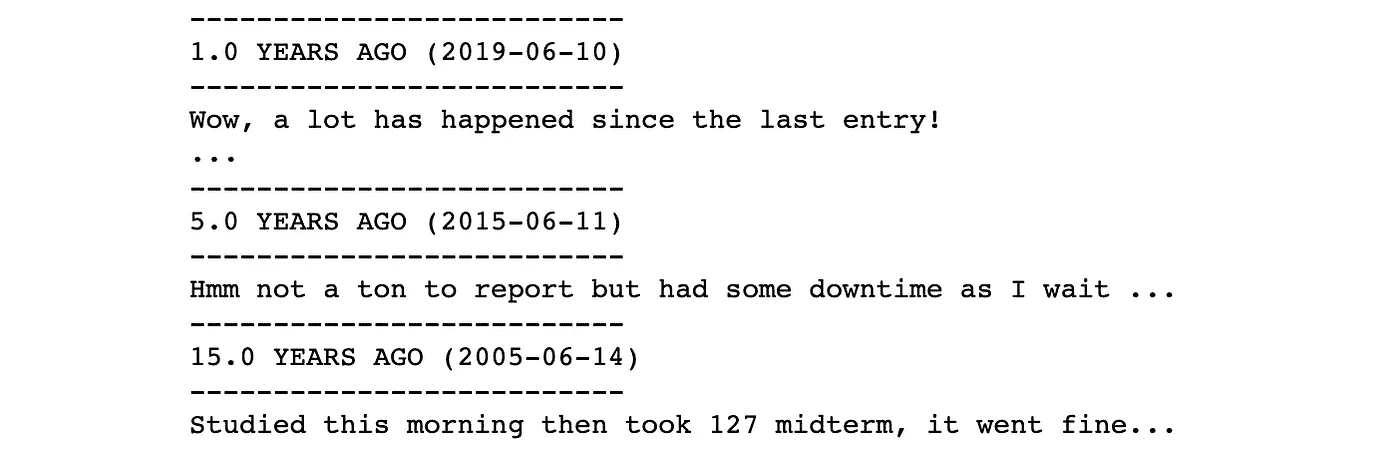 --------------------------
1.0 YEARS AGO (2019-06-10)
--------------------------
Wow, a lot has happened since the last entry!
...
--------------------------
5.0 YEARS AGO (2015-06-11)
--------------------------
Hmm not a ton to report but had some downtime as I wait ...
--------------------------
15.0 YEARS AGO (2005-06-14)
--------------------------
Studied this morning then took 127 midterm, it went fine...